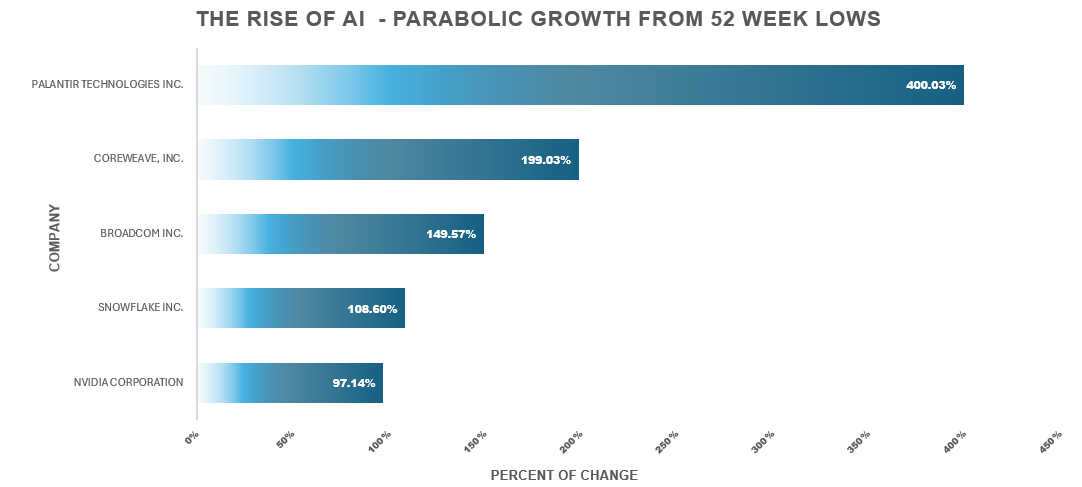 THE RISE OF AI - PARABOLIC GROWTH FROM 52 WEEK LOWS
PALANTIR TECHNOLOGIES INC.
400.03%
COREWEAVE, INC.
199.03%
BROADCOM INC.
149.57%
SNOWFLAKE INC.
108.60%
NVIDIA CORPORATION
97.14%
COMPANY
0%
50%
100%
150%
200%
250%
300%
350%
400%
450%
PERCENT OF CHANGE